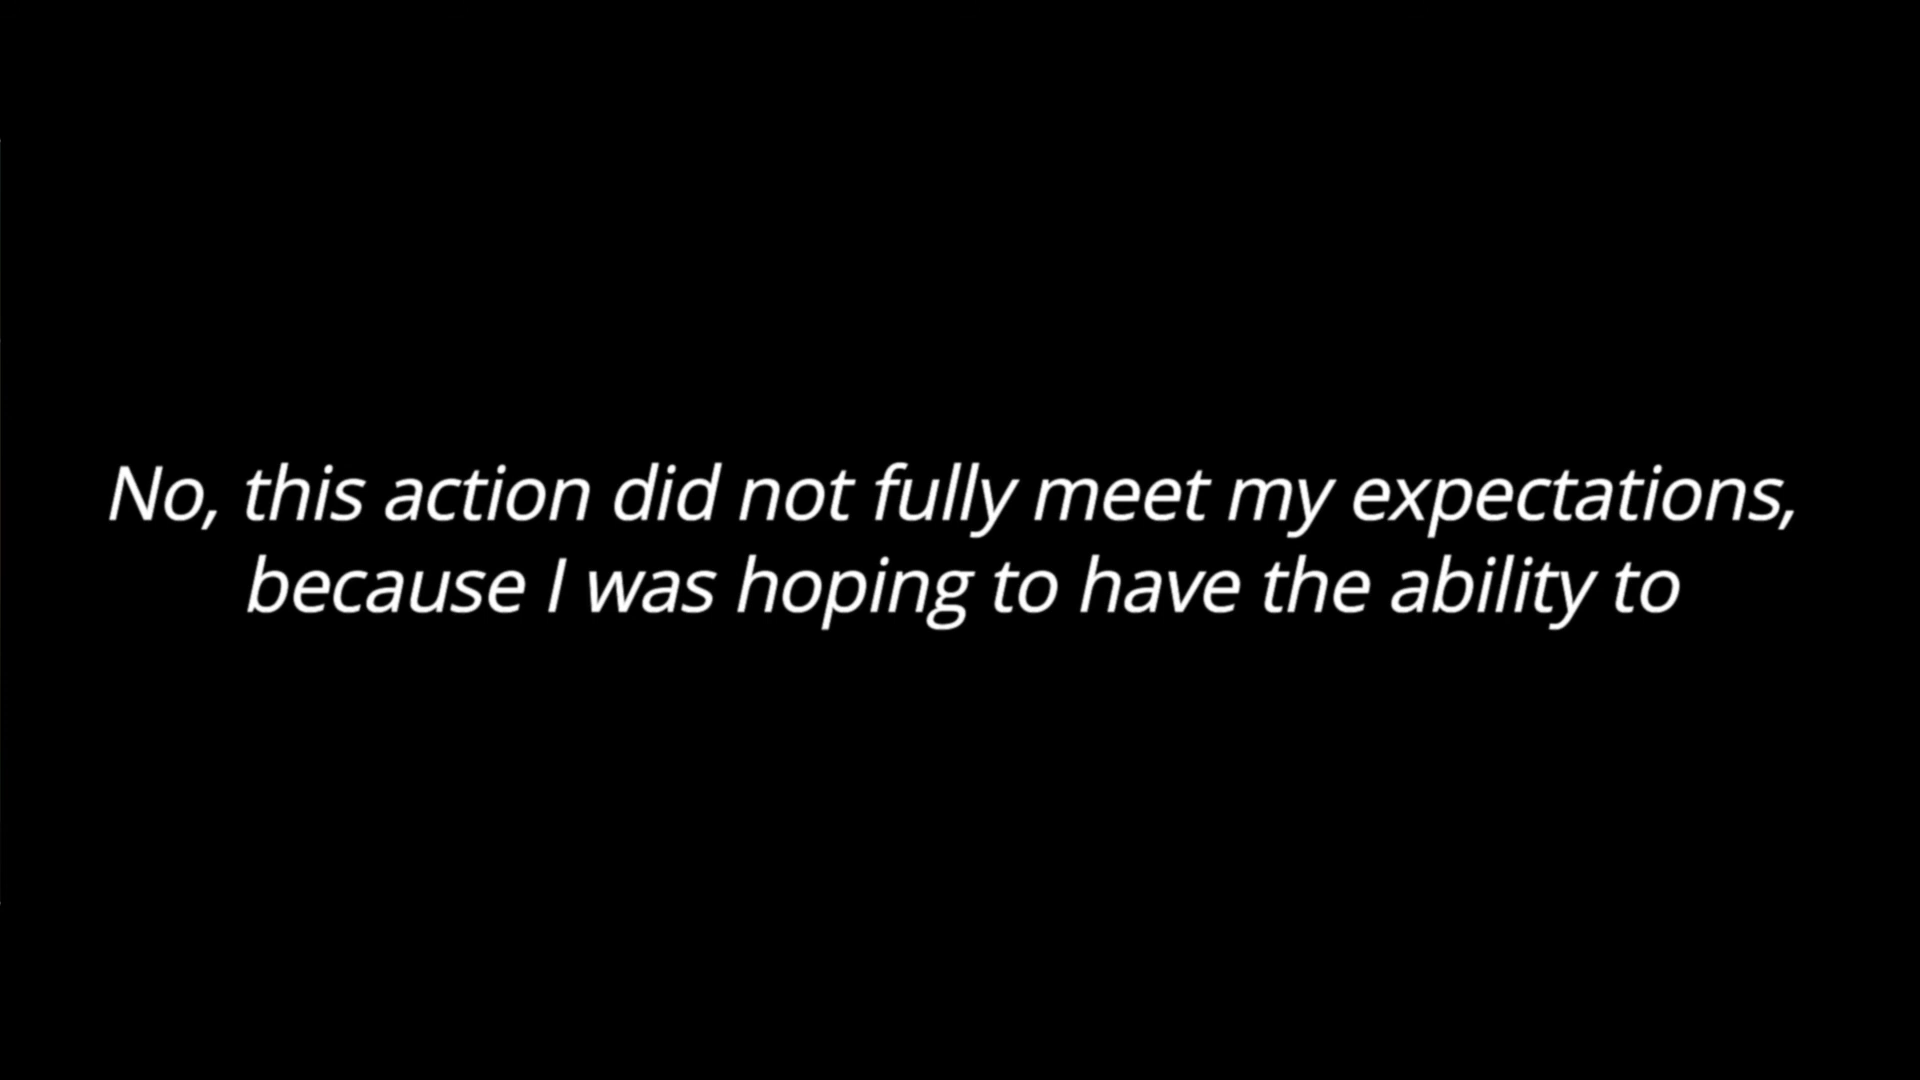 No, this action did not fully meet my expectations,
because I was hoping to have the ability to